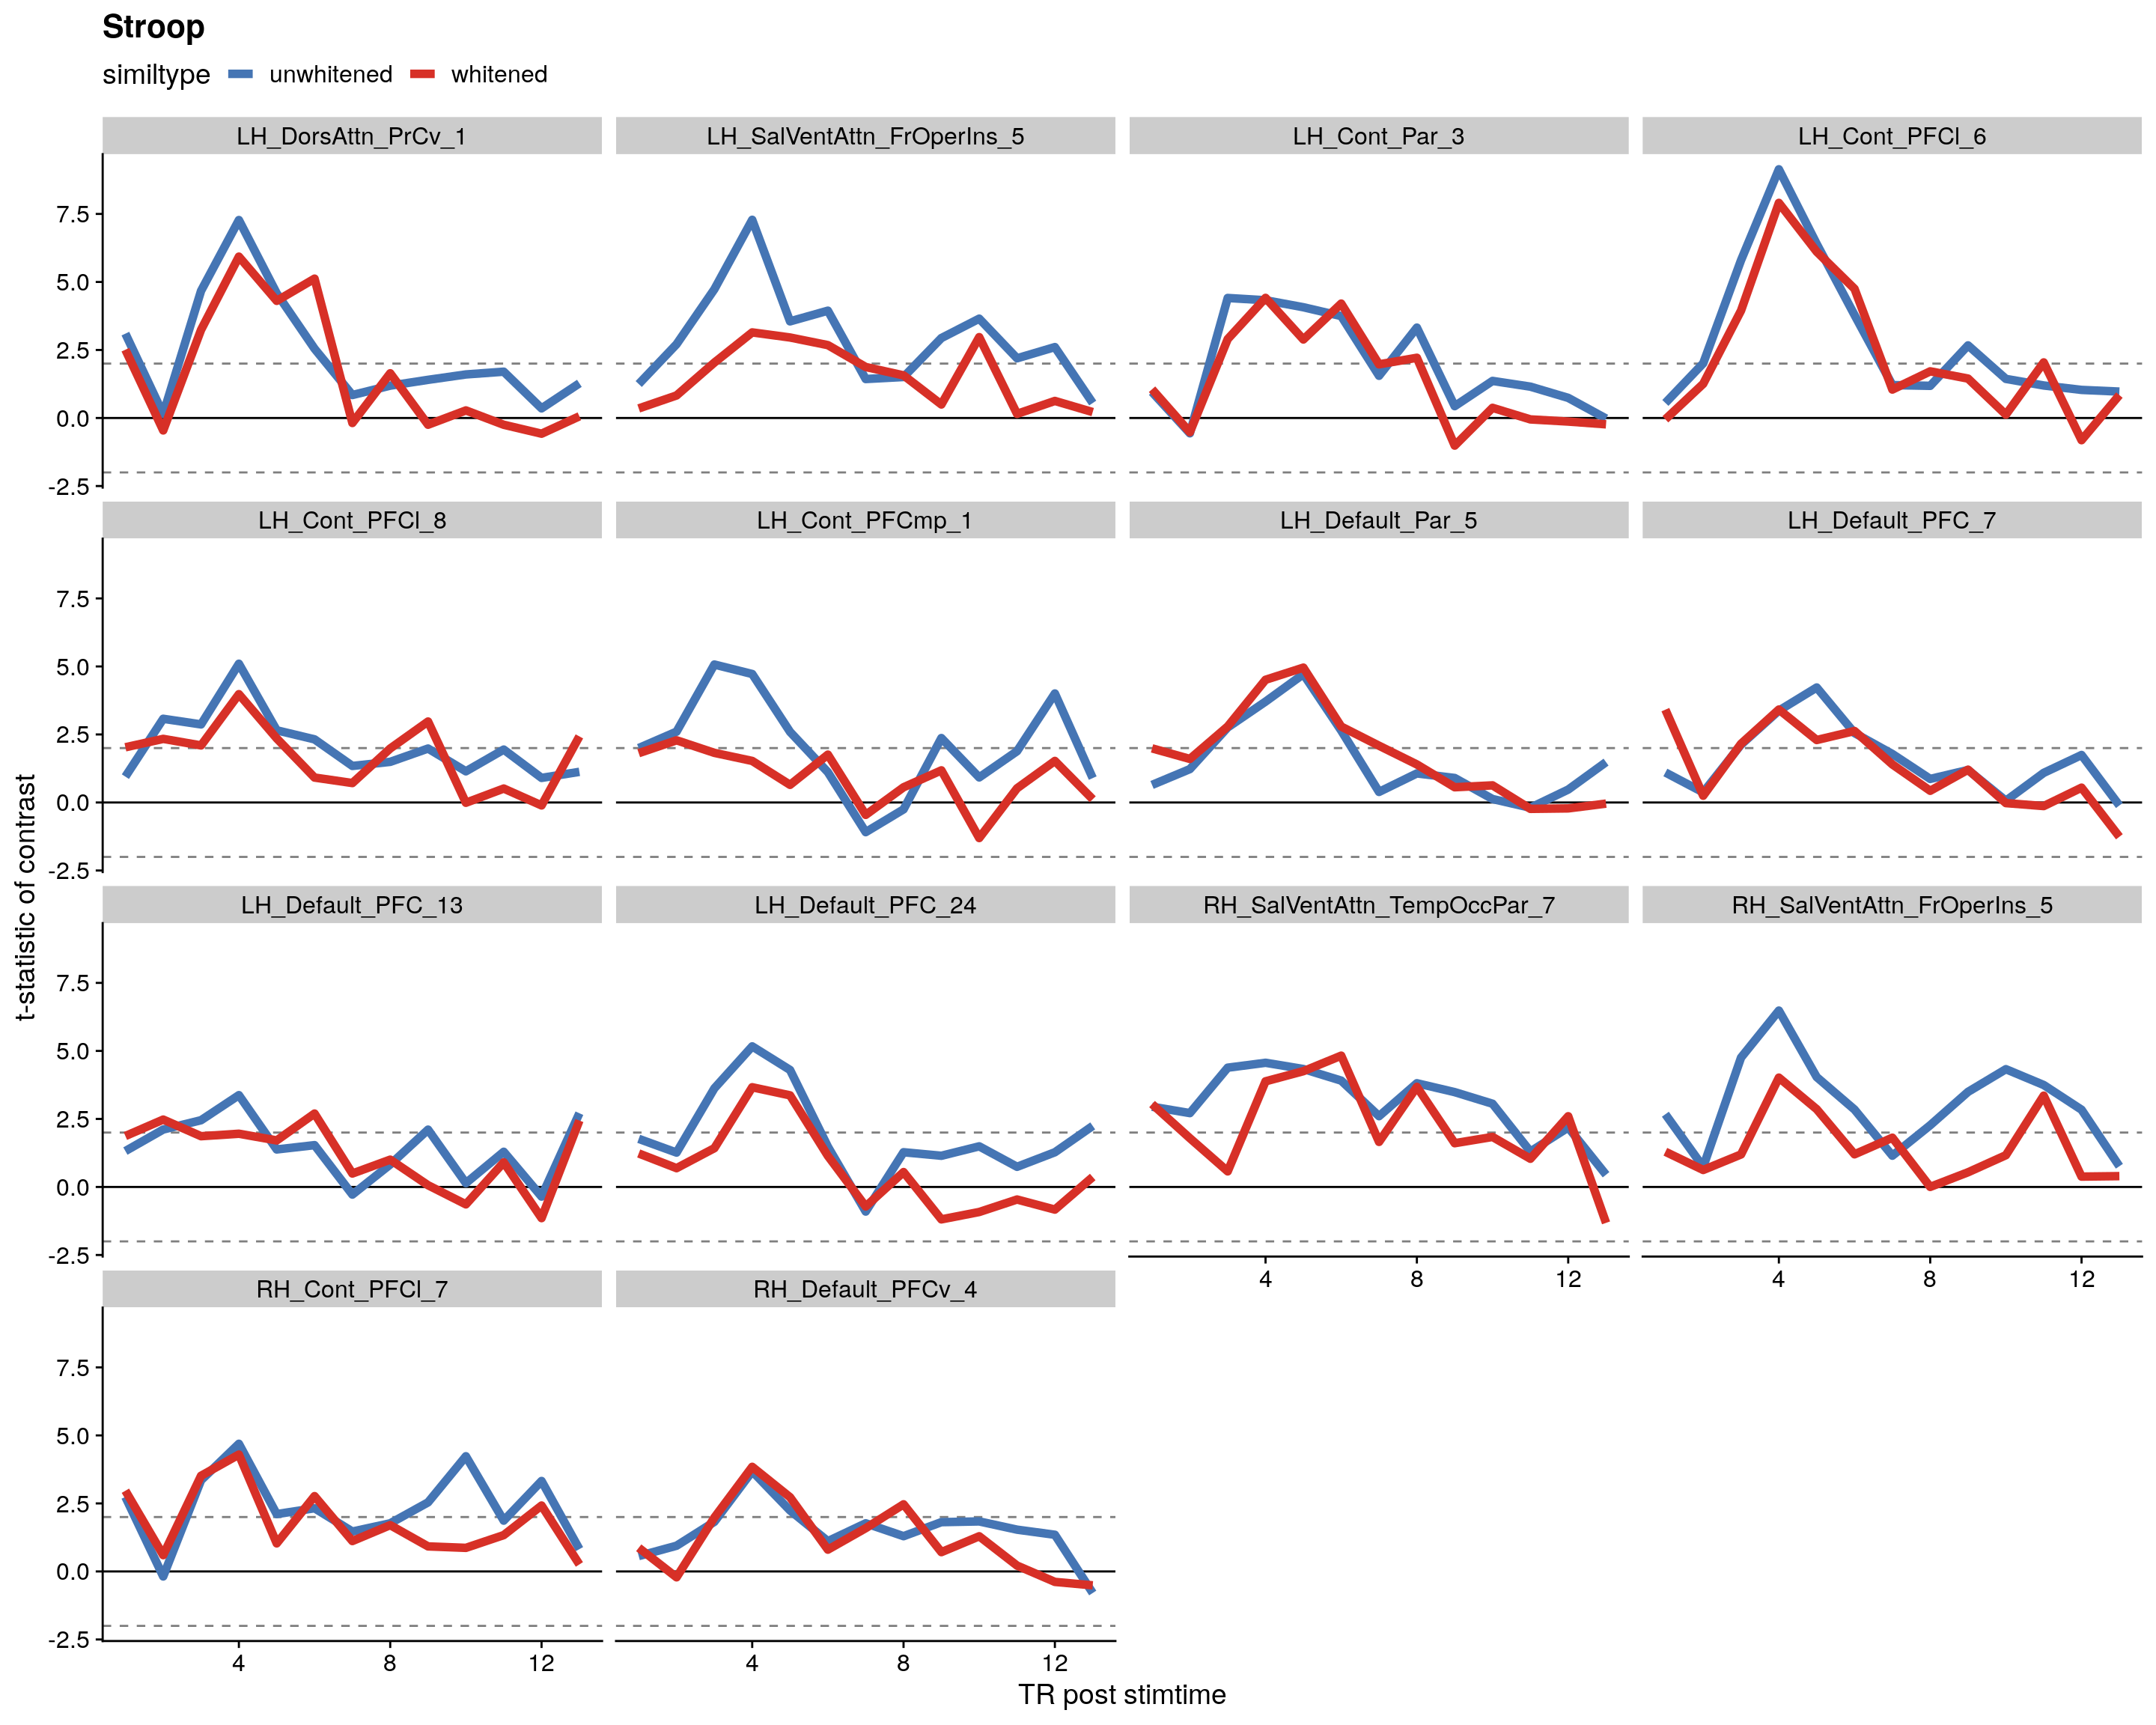 Stroop
similtype unwhitened whitened
LH_DorsAttn_PrCv_1 LH_SalVentAttn_FrOperIns_5 LH_Cont_Par_3 LH_Cont_PFCl_6
7.5
5.0
2.5
0.0
-2.5
LH_Cont_PFCl_8 LH_Cont_PFCmp_1 LH_Default_Par_5 LH_Default_PFC_7
7.5
5.0
2.5
0.0
-2.5
t-statistic of contrast
LH_Default_PFC_13 LH_Default_PFC_24 RH_SalVentAttn_TempOccPar_7 RH_SalVentAttn_FrOperIns_5
7.5
5.0
2.5
0.0
-2.5
4 8 12 4 8 12
RH_Cont_PFCl_7 RH_Default_PFCv_4
7.5
5.0
2.5
0.0
-2.5
4 8 12 4 8 12
TR post stimtime